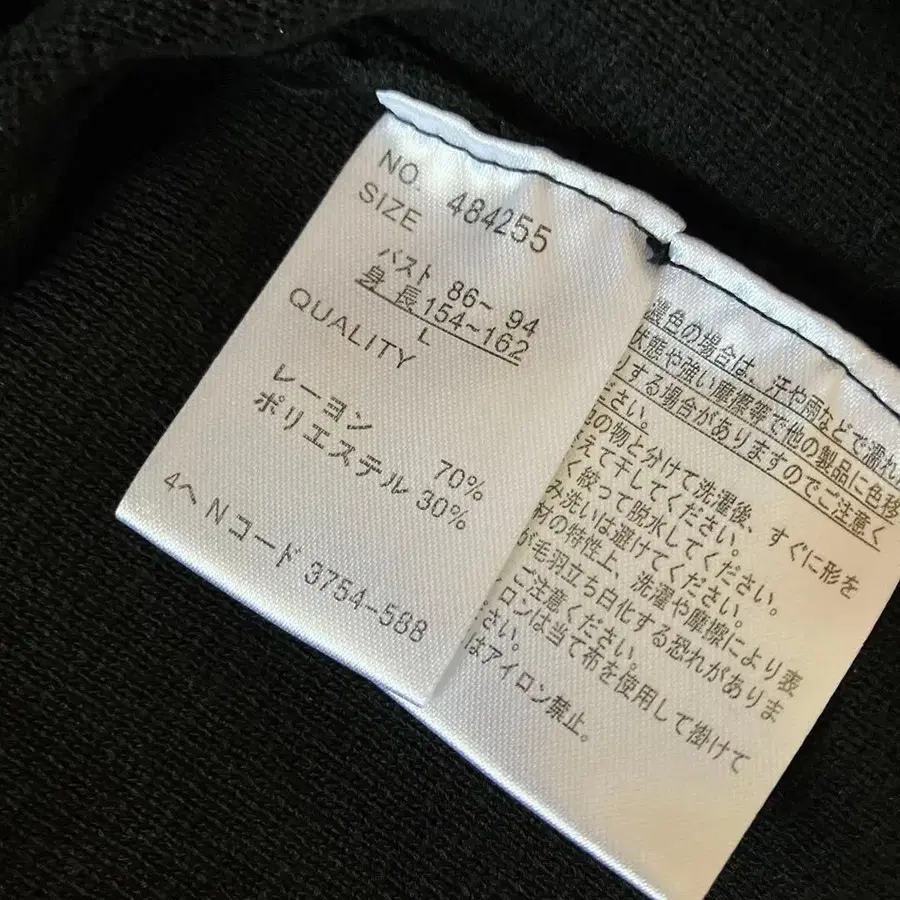 NO. 484255
SIZE
バスト 86~ 94
身 長154~162
L
QUALITY
レーヨン 70%
ポリエステル 30%
4ヘ Nコード 3754-588
濃色の場合は、汗や雨などで濡れ
状態や強い摩擦等で他の製品に色移
りする場合がありますのでご注意く
ださい。
の物と分けて洗濯後、すぐに形を
えて干してください。
く絞って脱水してください。
み洗いは避けてください。
材の特性上、洗濯や摩擦により表
が毛羽立ち白化する恐れがありま
ご注意ください。
ロンは当て布を使用して掛けて
ださい。
はアイロン禁止。